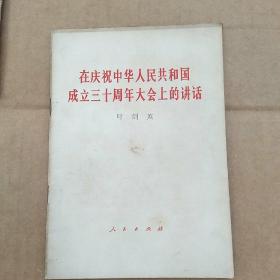 在庆祝中华人民共和国
成立三十周年大会上的讲话
叶剑英
人民出版社